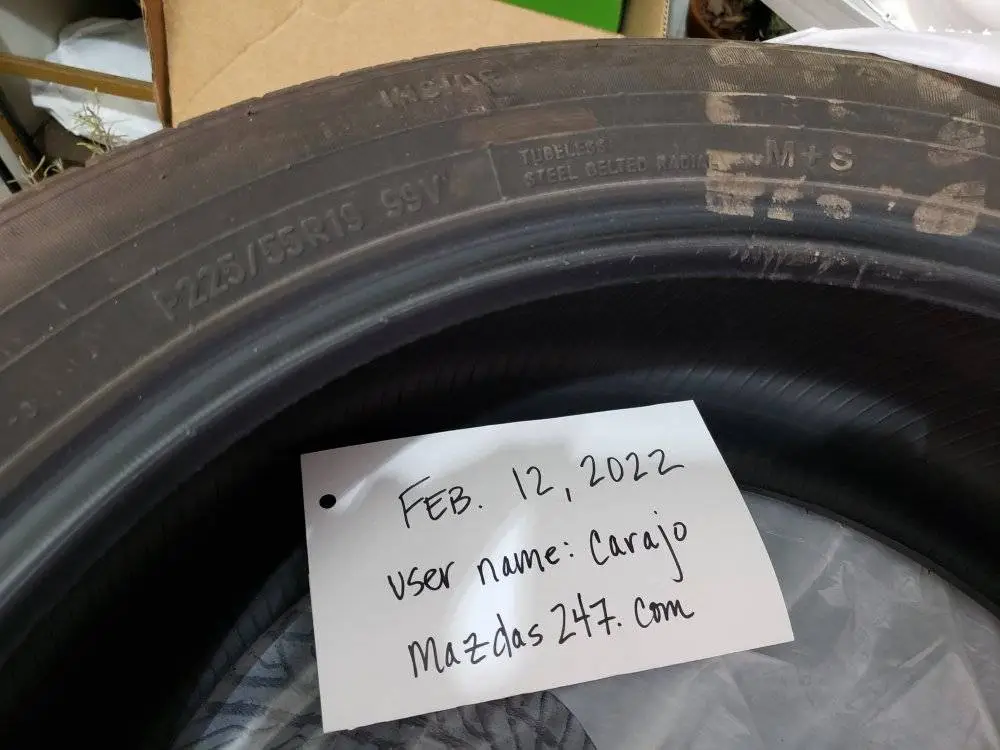 INSIDE
TUBELESS
STEEL BELTED RADIAL
M+S
P225/55R19 99V
FEB. 12, 2022
user name: Carajo
Mazdas247.com